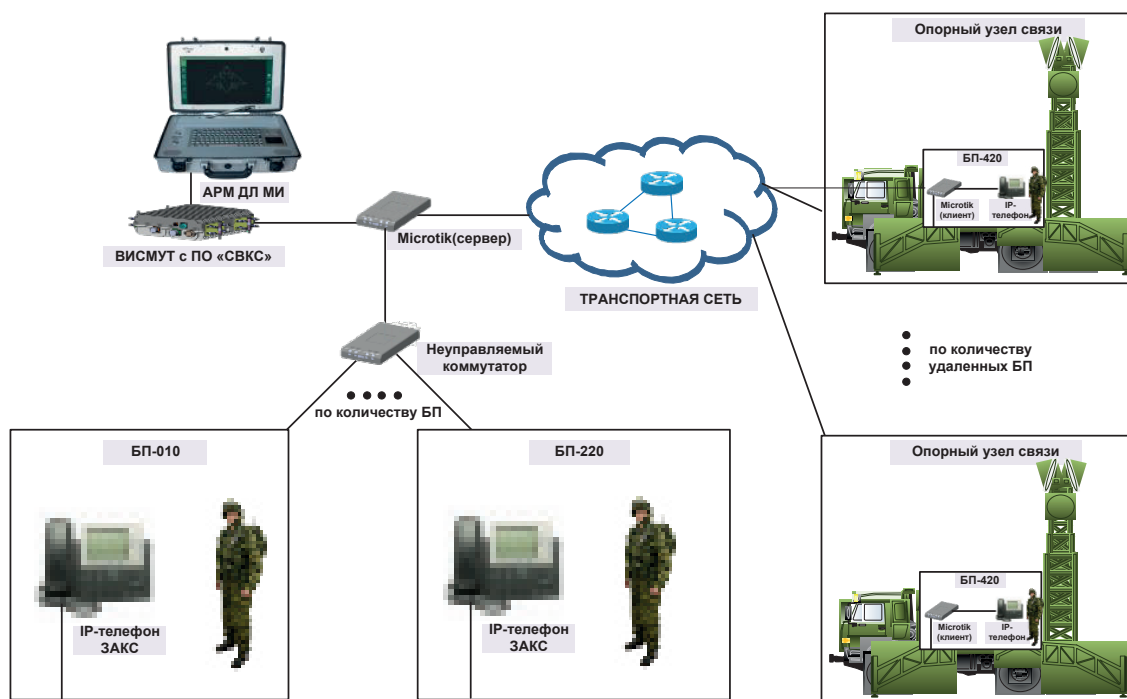 Опорный узел связи
БП-420
Microtik
(клиент)
IP-
телефон
АРМ ДЛ МИ
ВИСМУТ с ПО «СВКС»
Microtik(сервер)
ТРАНСПОРТНАЯ СЕТЬ
Неуправляемый
коммутатор
по количеству БП
по количеству
удаленных БП
БП-010
IP-телефон
ЗАКС
БП-220
IP-телефон
ЗАКС
Опорный узел связи
БП-420
Microtik
(клиент)
IP-
телефон